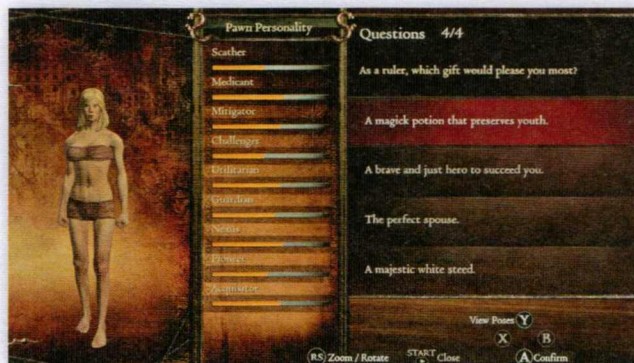 Pawn Personality
Scather
Medicant
Mitigator
Challenger
Utilitarian
Guardian
Nexus
Pioneer
Acquisitor
Questions 4/4
As a ruler, which gift would please you most?
A magick potion that preserves youth.
A brave and just hero to succeed you.
The perfect spouse.
A majestic white steed.
View Poses Y
X B
RS Zoom / Rotate START Close A Confirm